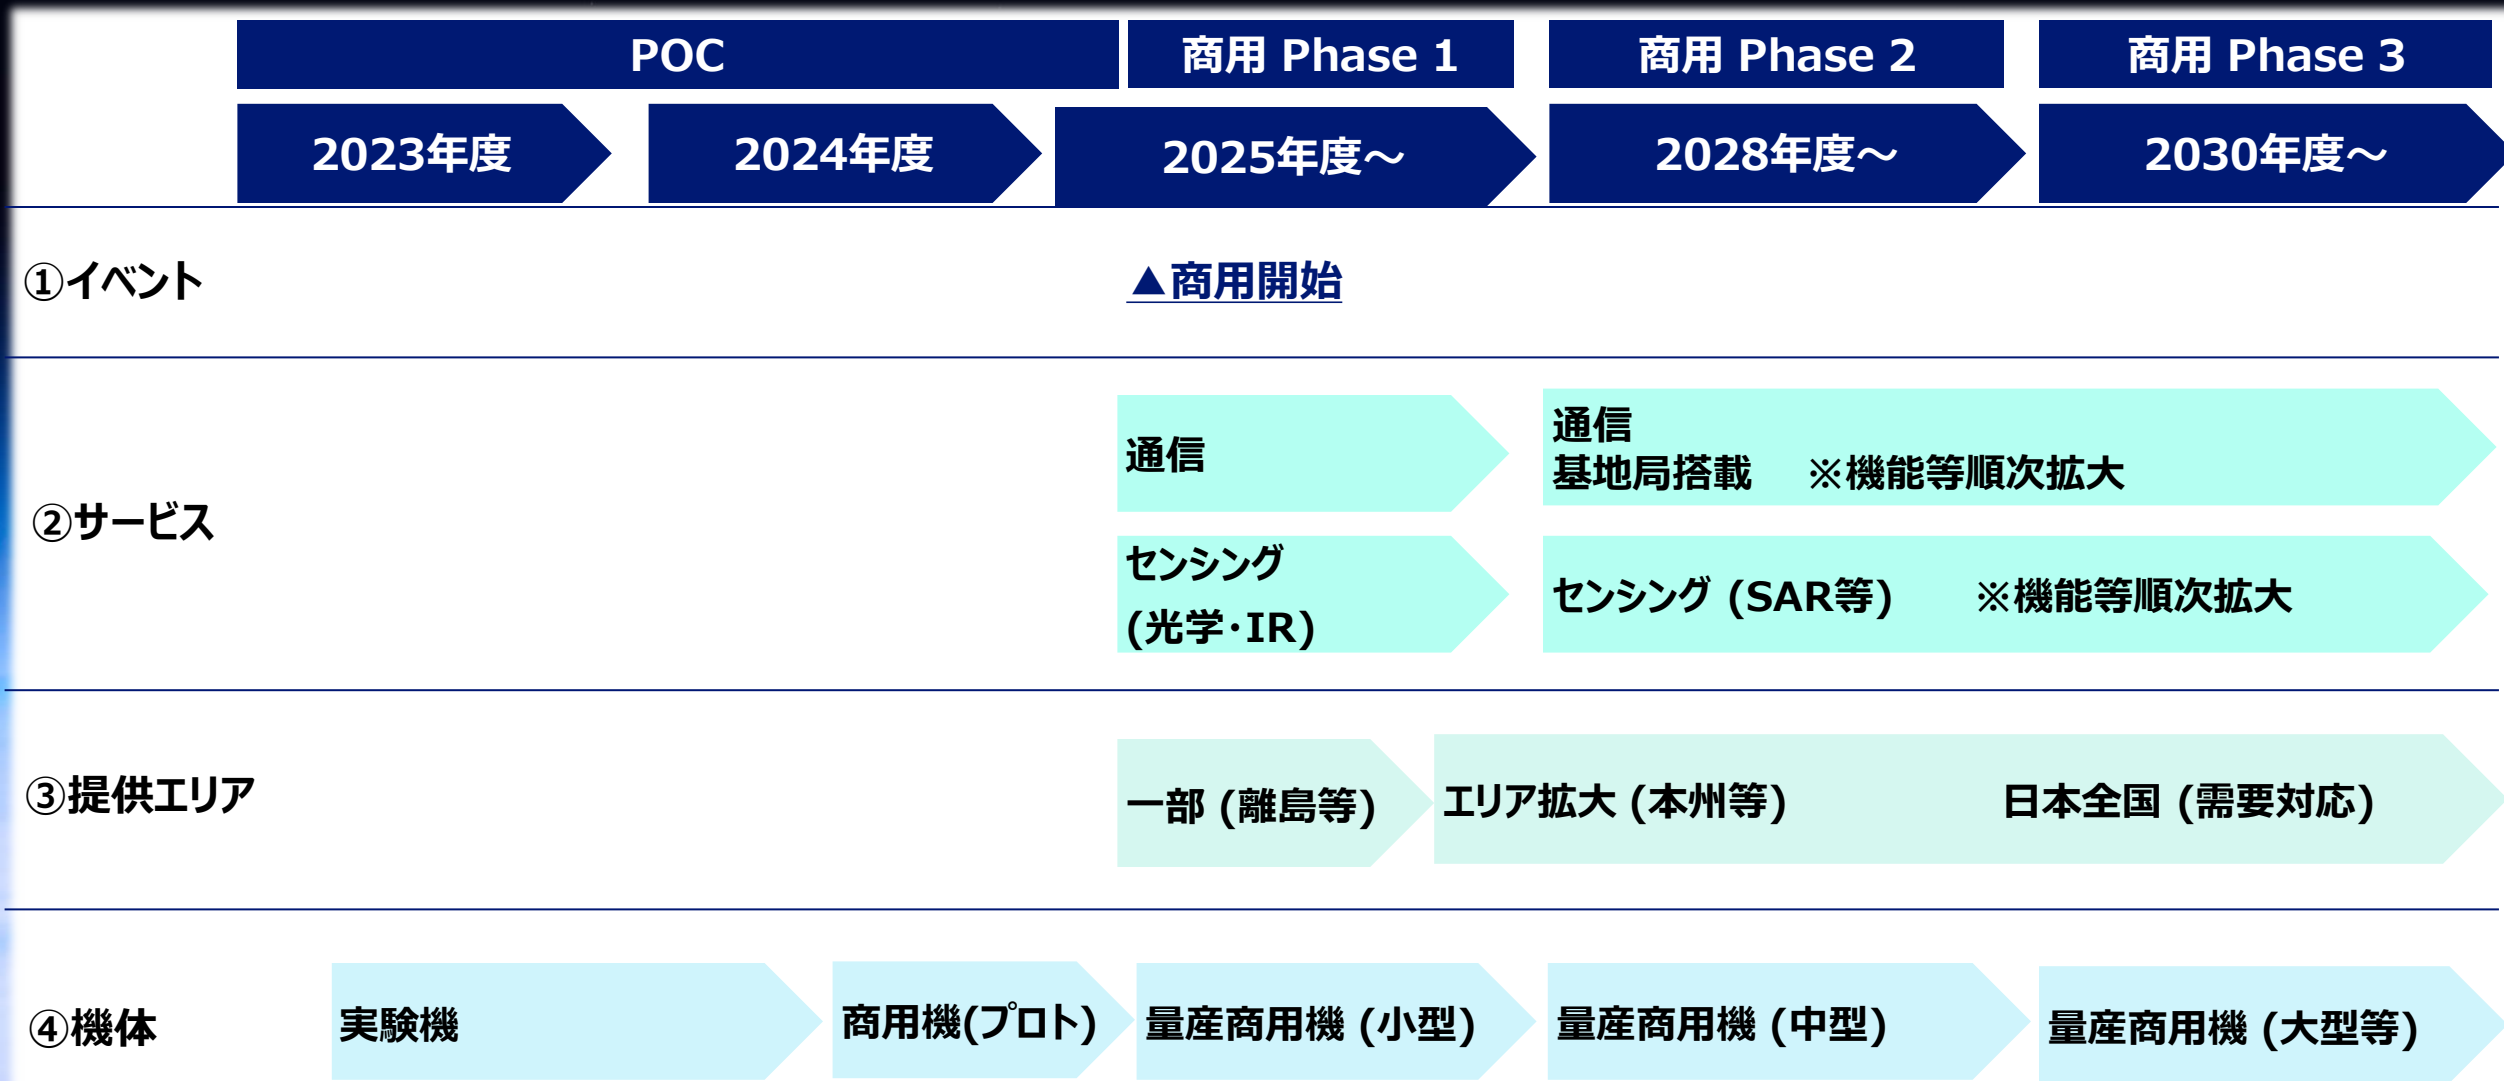 POC
商用 Phase 1
商用 Phase 2
商用 Phase 3
2023年度
2024年度
2025年度～
2028年度～
2030年度～
①イベント
▲商用開始
②サービス
通信
通信
基地局搭載 ※機能等順次拡大
センシング
(光学・IR)
センシング (SAR等) ※機能等順次拡大
③提供エリア
一部 (離島等)
エリア拡大 (本州等)
日本全国 (需要対応)
④機体
実験機
商用機(プロト)
量産商用機 (小型)
量産商用機 (中型)
量産商用機 (大型等)